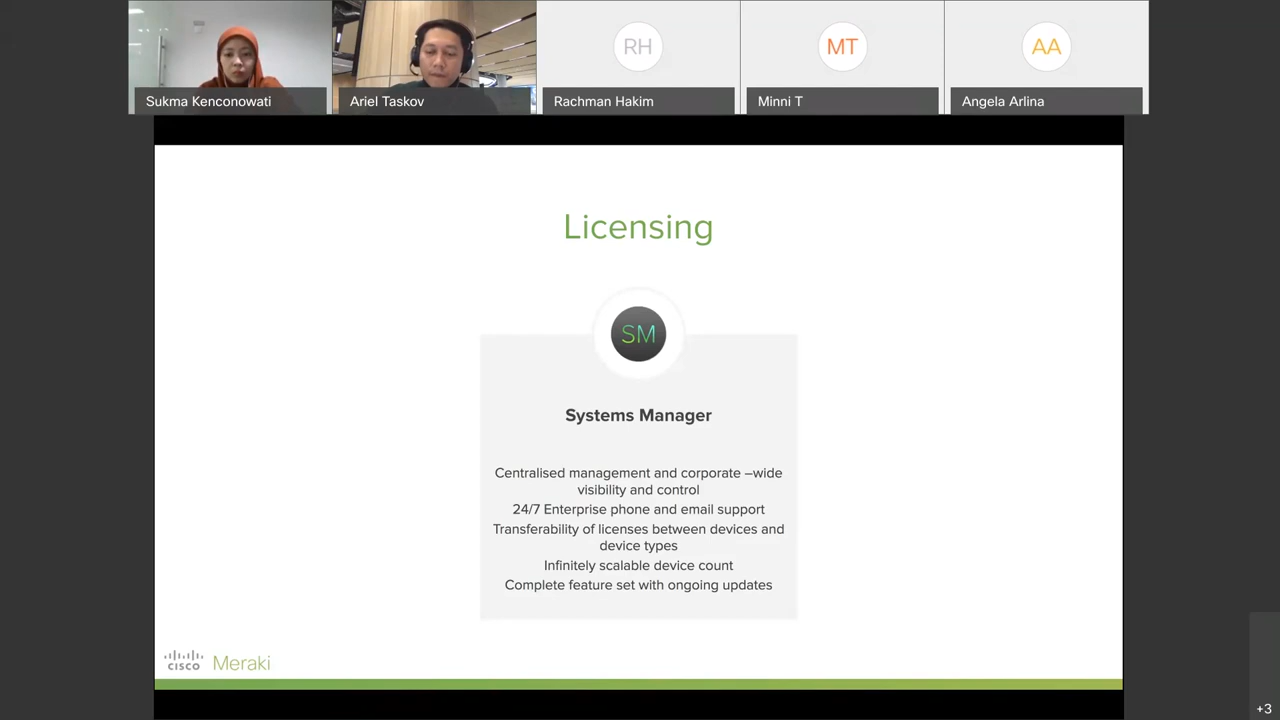 RH
MT
AA
Sukma Kenconowati
Ariel Taskov
Rachman Hakim
Minni T
Angela Arlina
Licensing
SM
Systems Manager
Centralised management and corporate –wide
visibility and control
24/7 Enterprise phone and email support
Transferability of licenses between devices and
device types
Infinitely scalable device count
Complete feature set with ongoing updates
cisco Meraki
+3